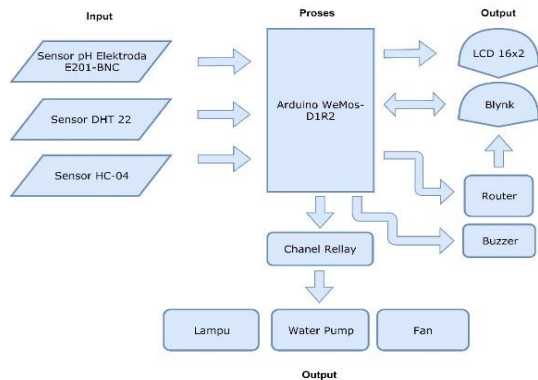 Input
Proses
Output
Sensor pH Elektroda
E201-BNC
Sensor DHT 22
Sensor HC-04
Arduino WeMos-
D1R2
LCD 16x2
Blynk
Router
Buzzer
Chanel Rellay
Lampu
Water Pump
Fan
Output